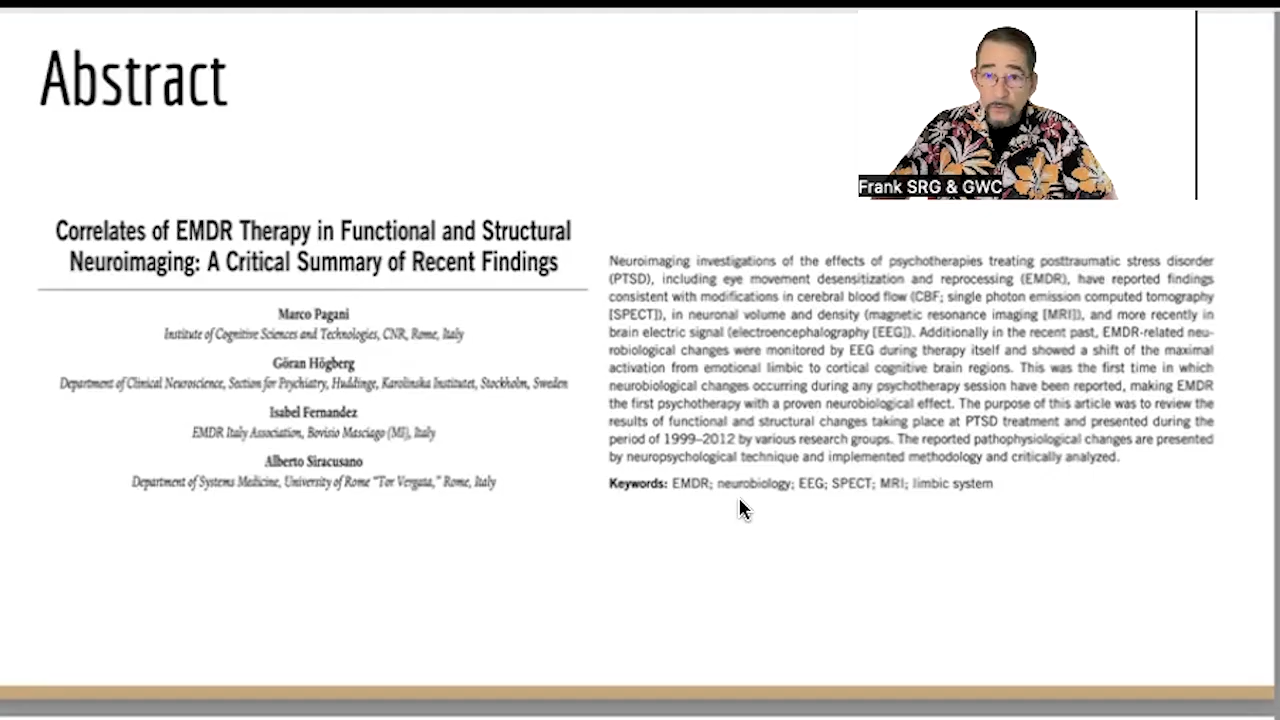 Abstract
Frank SRG & GWC
Correlates of EMDR Therapy in Functional and Structural
Neuroimaging: A Critical Summary of Recent Findings
Marco Pagani
Institute of Cognitive Sciences and Technologies, CNR, Rome, Italy
Göran Högberg
Department of Clinical Neuroscience, Section for Psychiatry, Huddinge, Karolinska Institutet, Stockholm, Sweden
Isabel Fernandez
EMDR Italy Association, Bovisio Masciago (MI), Italy
Alberto Siracusano
Department of Systems Medicine, University of Rome "Tor Vergata," Rome, Italy
Neuroimaging investigations of the effects of psychotherapies treating posttraumatic stress disorder
(PTSD), including eye movement desensitization and reprocessing (EMDR), have reported findings
consistent with modifications in cerebral blood flow (CBF; single photon emission computed tomography
[SPECT]), in neuronal volume and density (magnetic resonance imaging [MRI]), and more recently in
brain electric signal (electroencephalography [EEG]). Additionally in the recent past, EMDR-related neu-
robiological changes were monitored by EEG during therapy itself and showed a shift of the maximal
activation from emotional limbic to cortical cognitive brain regions. This was the first time in which
neurobiological changes occurring during any psychotherapy session have been reported, making EMDR
the first psychotherapy with a proven neurobiological effect. The purpose of this article was to review the
results of functional and structural changes taking place at PTSD treatment and presented during the
period of 1999–2012 by various research groups. The reported pathophysiological changes are presented
by neuropsychological technique and implemented methodology and critically analyzed.
Keywords: EMDR; neurobiology; EEG; SPECT; MRI; limbic system